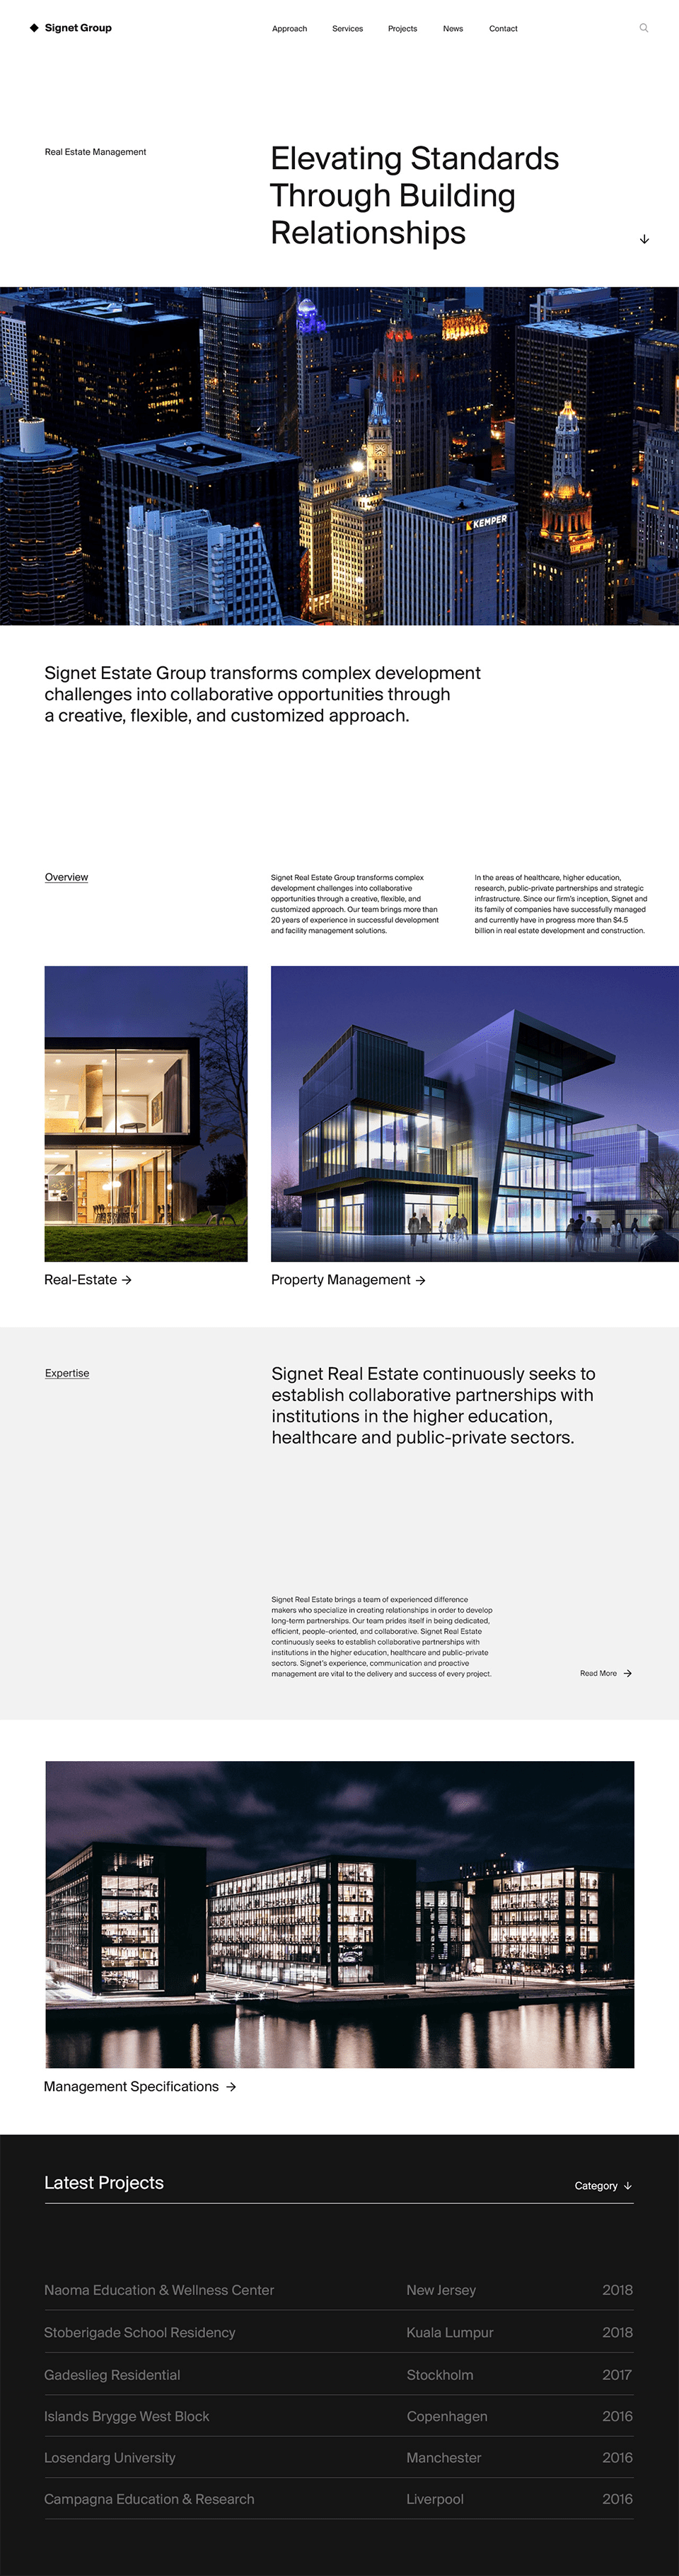 Signet Group
Approach Services Projects News Contact
Real Estate Management
Elevating Standards
Through Building
Relationships
KEMPER
Signet Estate Group transforms complex development
challenges into collaborative opportunities through
a creative, flexible, and customized approach.
Overview
Signet Real Estate Group transforms complex
development challenges into collaborative
opportunities through a creative, flexible, and
customized approach. Our team brings more than
20 years of experience in successful development
and facility management solutions.
In the areas of healthcare, higher education,
research, public-private partnerships and strategic
infrastructure. Since our firm's inception, Signet and
its family of companies have successfully managed
and currently have in progress more than $4.5
billion in real estate development and construction.
Real-Estate →
Property Management →
Expertise
Signet Real Estate continuously seeks to
establish collaborative partnerships with
institutions in the higher education,
healthcare and public-private sectors.
Signet Real Estate brings a team of experienced difference
makers who specialize in creating relationships in order to develop
long-term partnerships. Our team prides itself in being dedicated,
efficient, people-oriented, and collaborative. Signet Real Estate
continuously seeks to establish collaborative partnerships with
institutions in the higher education, healthcare and public-private
sectors. Signet's experience, communication and proactive
management are vital to the delivery and success of every project.
Read More →
Management Specifications →
Latest Projects
Category ↓
Naoma Education & Wellness Center New Jersey 2018
Stoberigade School Residency Kuala Lumpur 2018
Gadeslieg Residential Stockholm 2017
Islands Brygge West Block Copenhagen 2016
Losendarg University Manchester 2016
Campagna Education & Research Liverpool 2016